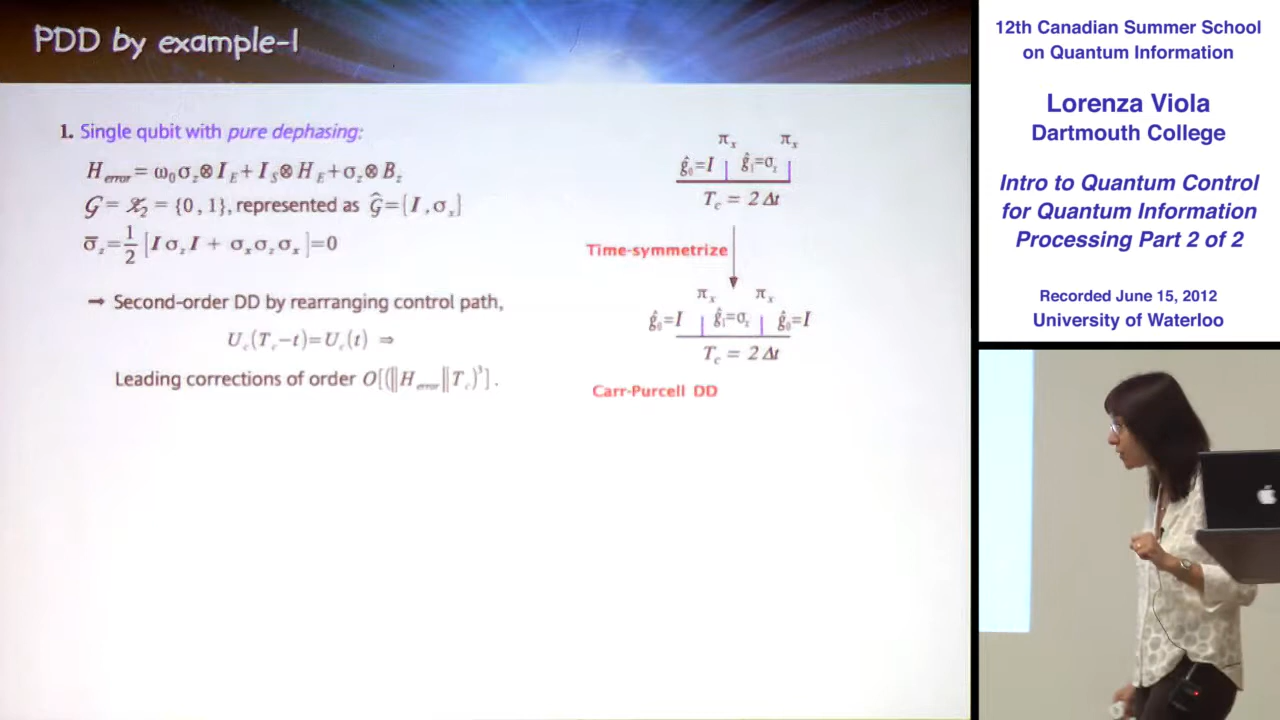 PDD by example-I
1. Single qubit with pure dephasing:
H_error = ω₀σ_z⊗I_E + I_S⊗H_E + σ_z⊗B_z
G = Z₂ = {0, 1}, represented as Ĝ = {I, σ_x}
σ̄_z = 1/2 [I σ_z I + σ_x σ_z σ_x] = 0
→ Second-order DD by rearranging control path,
U_c(T_c−t)=U_c(t) ⇒
Leading corrections of order O[(‖H_error‖T_c)³].
π_x π_x
ĝ₀=I ĝ₁=σ_x
T_c = 2Δt
Time-symmetrize
π_x π_x
ĝ₀=I ĝ₁=σ_x ĝ₀=I
T_c = 2Δt
Carr-Purcell DD
12th Canadian Summer School
on Quantum Information
Lorenza Viola
Dartmouth College
Intro to Quantum Control
for Quantum Information
Processing Part 2 of 2
Recorded June 15, 2012
University of Waterloo